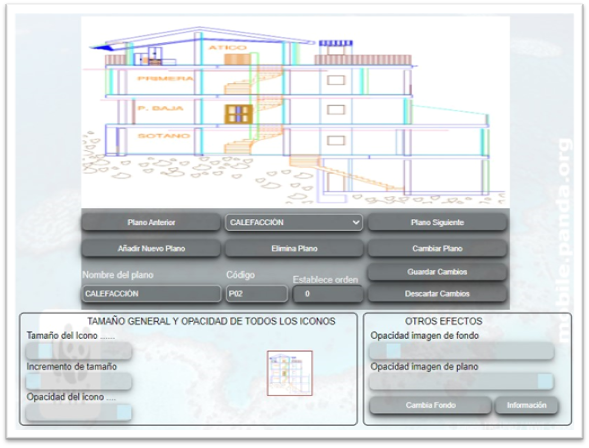 ATICO
PRIMERA
P. BAJA
SOTANO
Plano Anterior
CALEFACCIÓN
Plano Siguiente
Añadir Nuevo Plano
Elimina Plano
Cambiar Plano
Nombre del plano
Código
Establece orden
Guardar Cambios
CALEFACCIÓN
P02
0
Descartar Cambios
TAMAÑO GENERAL Y OPACIDAD DE TODOS LOS ICONOS
Tamaño del Icono ......
Incremento de tamaño
Opacidad del icono ....
OTROS EFECTOS
Opacidad imagen de fondo
Opacidad imagen de plano
Cambia Fondo
Información
mobile.panda.org